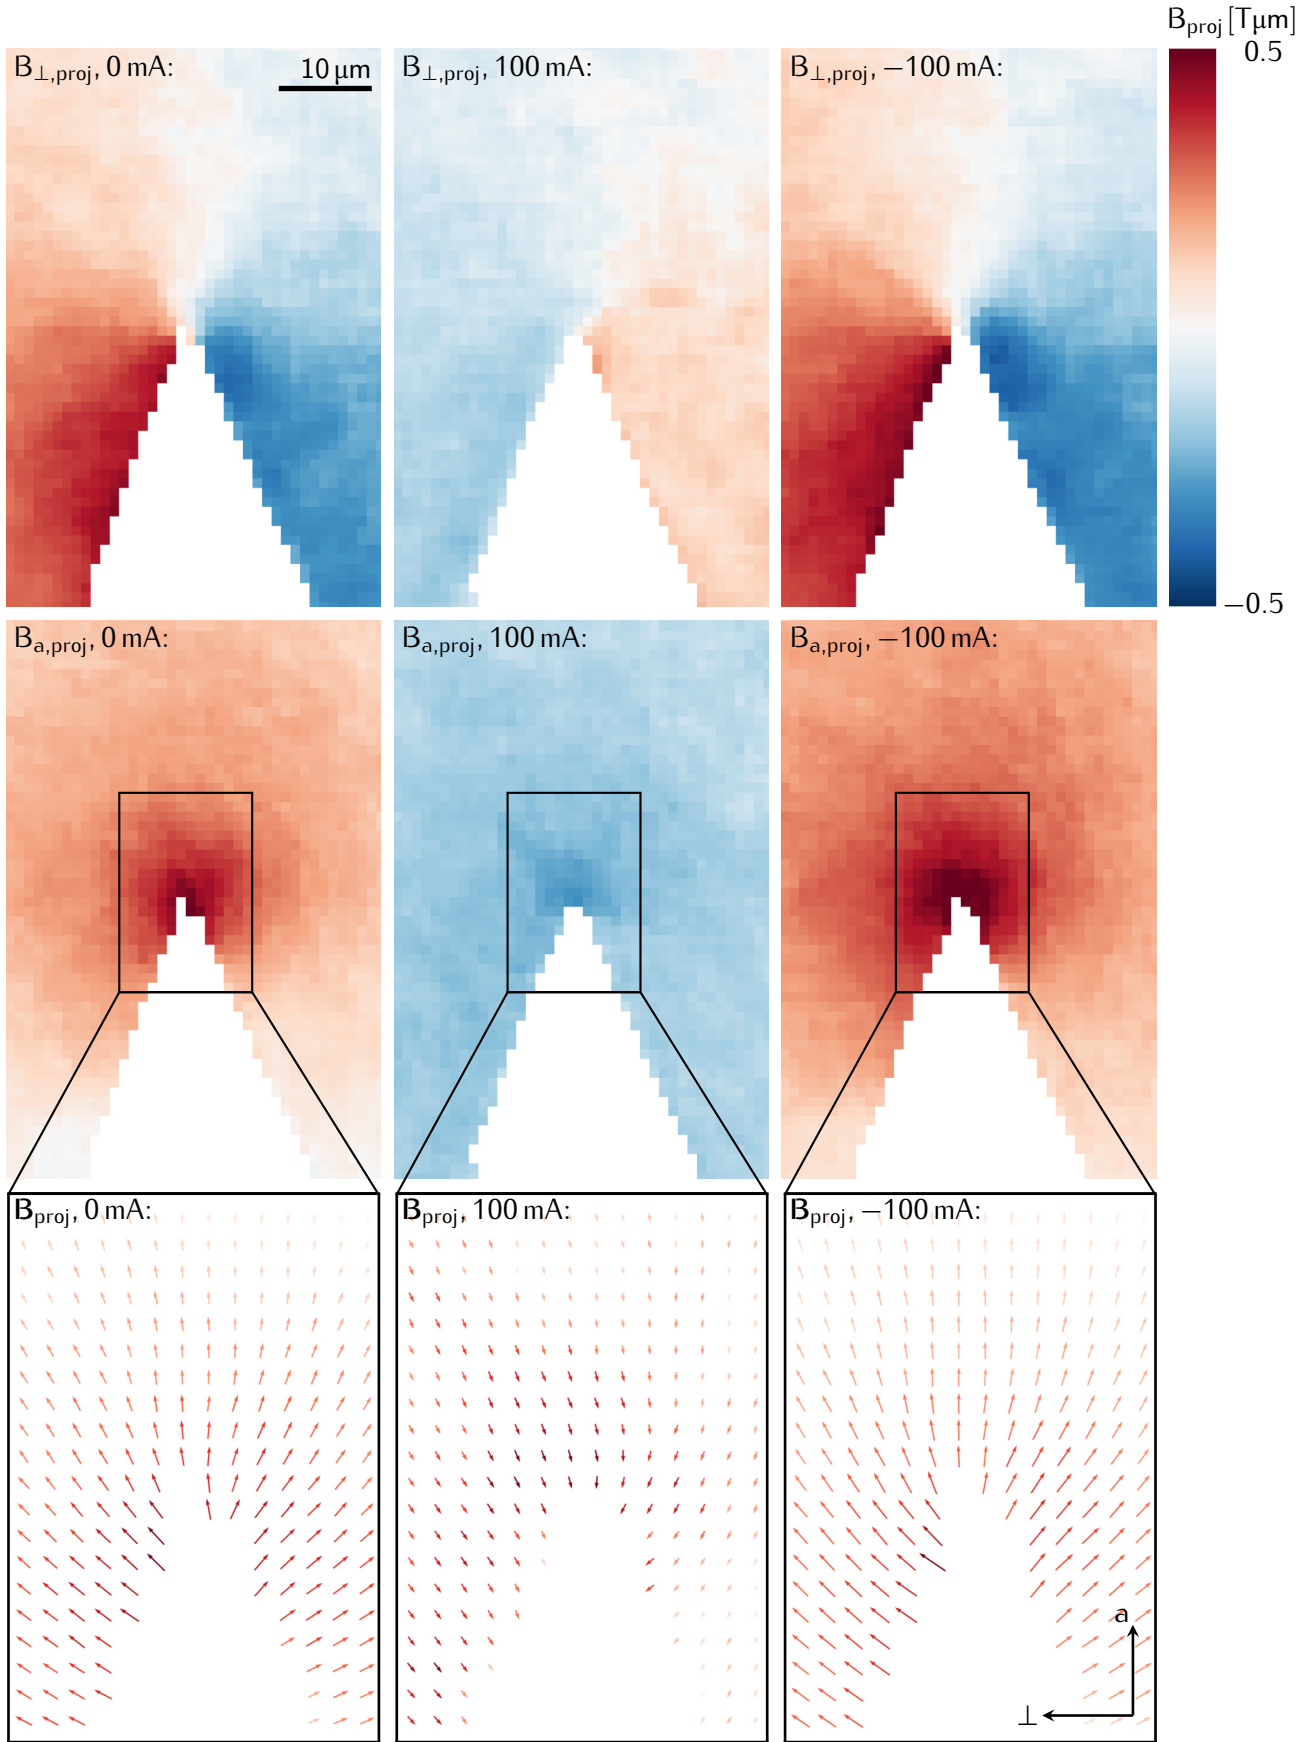 B⊥,proj, 0 mA:
10 μm
B⊥,proj, 100 mA:
B⊥,proj, −100 mA:
Bproj [Tμm]
0.5
−0.5
Ba,proj, 0 mA:
Ba,proj, 100 mA:
Ba,proj, −100 mA:
Bproj, 0 mA:
Bproj, 100 mA:
Bproj, −100 mA:
a
⊥